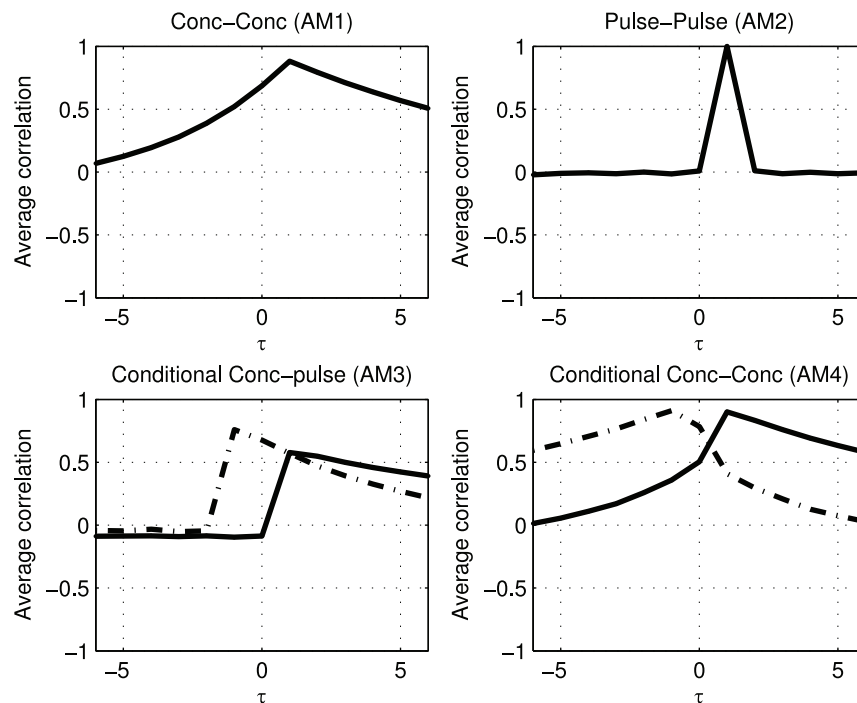 Conc−Conc (AM1)
Average correlation
1
0.5
0
−0.5
−1
−5
0
5
τ
Pulse−Pulse (AM2)
Average correlation
1
0.5
0
−0.5
−1
−5
0
5
τ
Conditional Conc−pulse (AM3)
Average correlation
1
0.5
0
−0.5
−1
−5
0
5
τ
Conditional Conc−Conc (AM4)
Average correlation
1
0.5
0
−0.5
−1
−5
0
5
τ